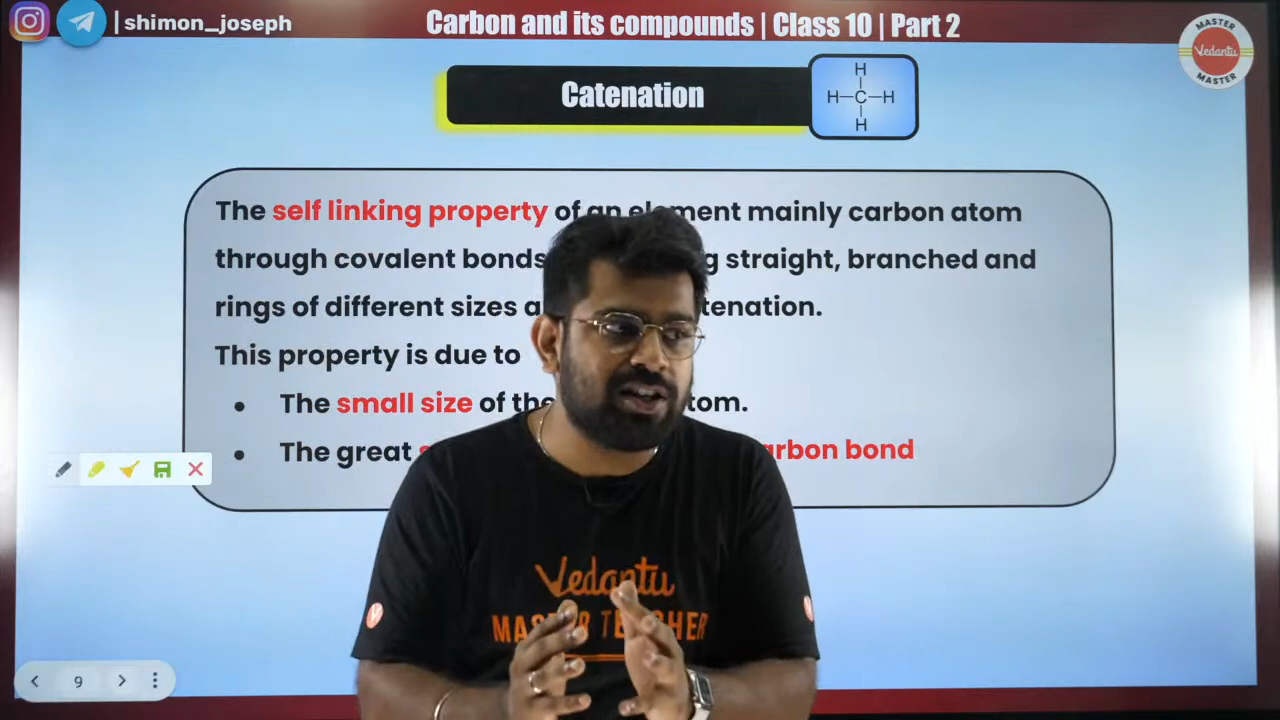 | shimon_joseph
Carbon and its compounds | Class 10 | Part 2
MASTER
Vedantu
MASTER
Catenation
H
H-C-H
H
The self linking property of an element mainly carbon atom
through covalent bonds straight, branched and
rings of different sizes
This property is due to
• The small size of the
• The great carbon bond
Vedantu
MASTER TEACHER
9